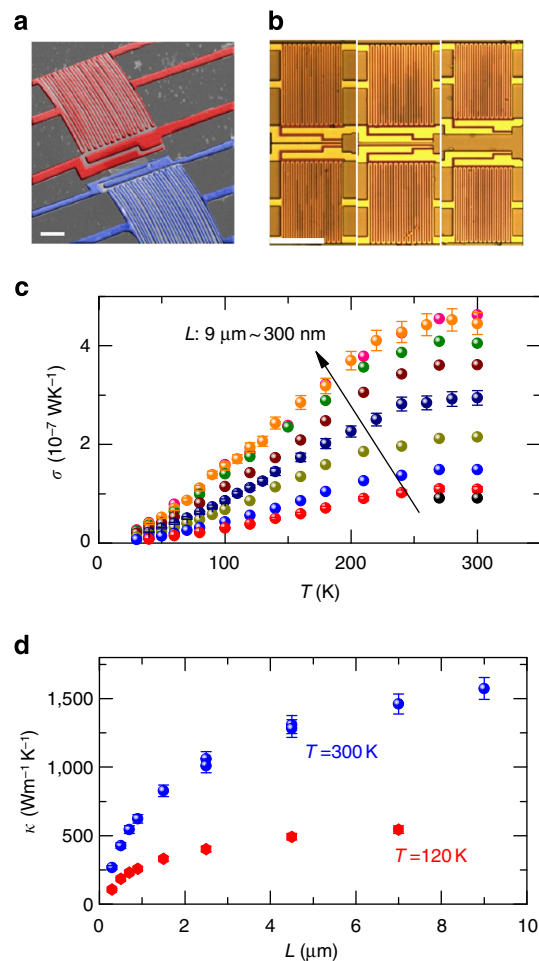 a
b
c
4
2
0
σ (10⁻⁷ WK⁻¹)
L: 9 μm~300 nm
0
100
200
300
T (K)
d
1,500
1,000
500
0
κ (Wm⁻¹ K⁻¹)
T=300 K
T=120 K
0
2
4
6
8
10
L (μm)